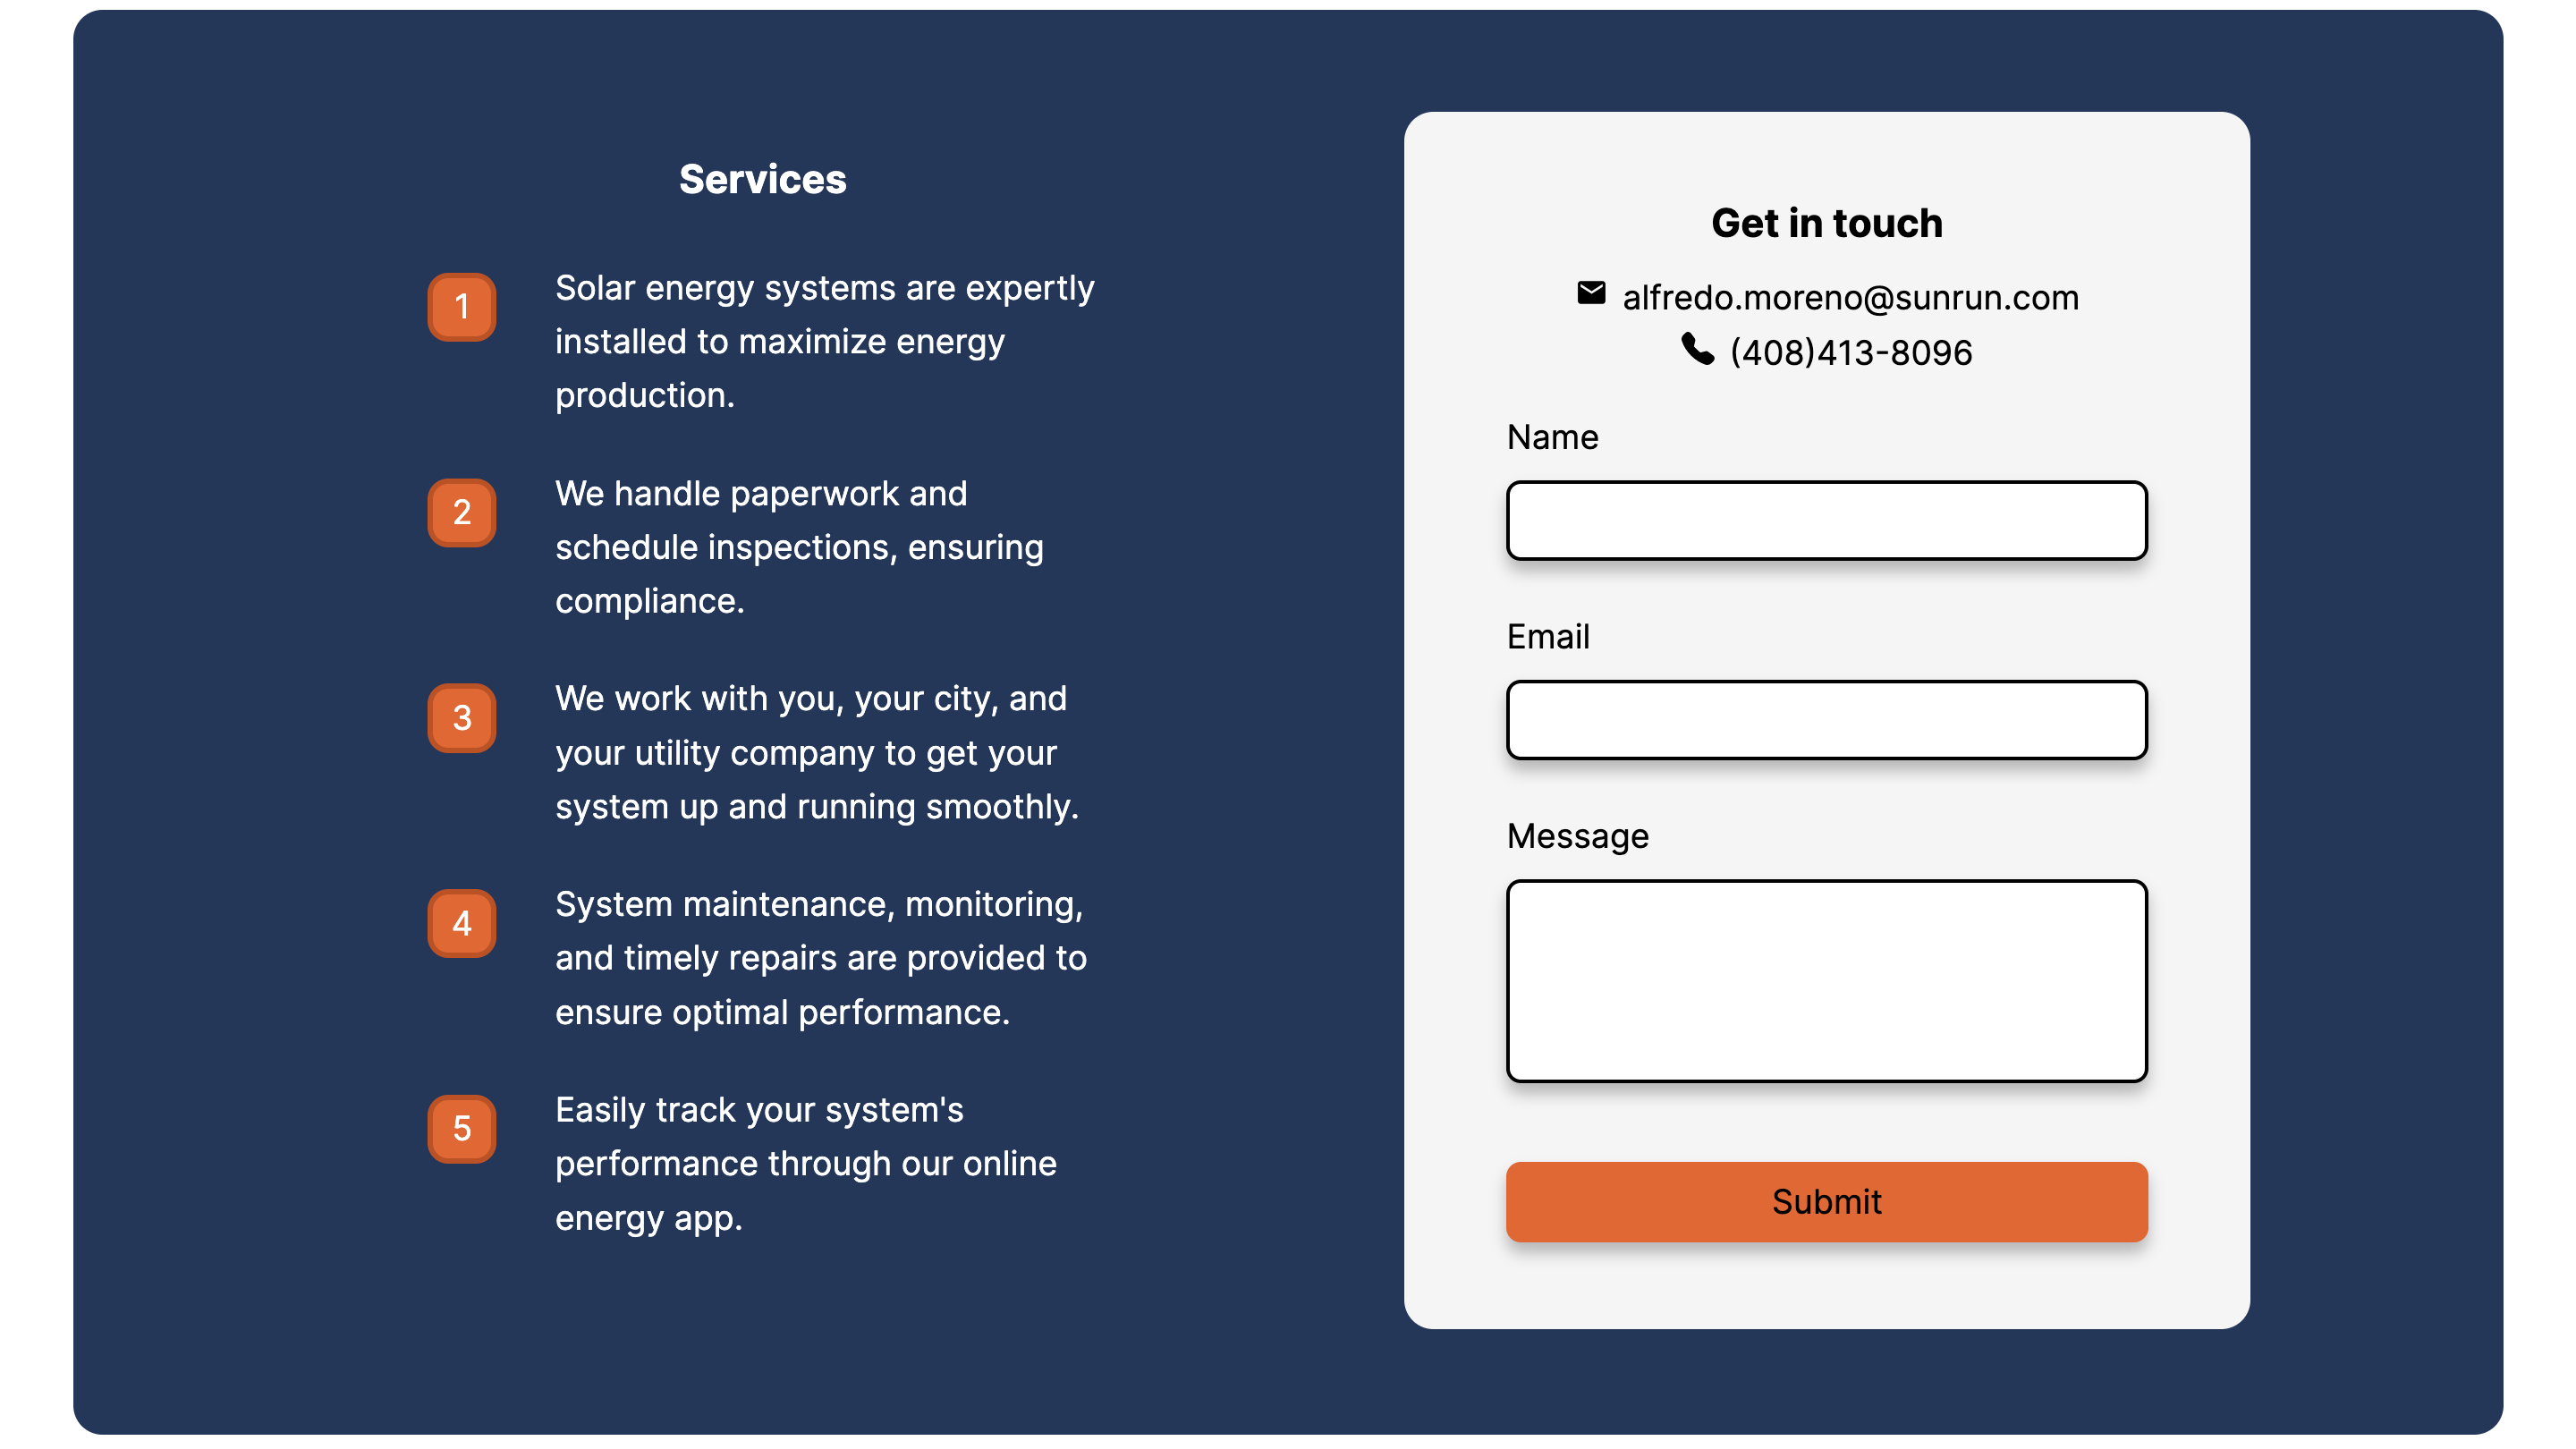 Services
1
Solar energy systems are expertly
installed to maximize energy
production.
2
We handle paperwork and
schedule inspections, ensuring
compliance.
3
We work with you, your city, and
your utility company to get your
system up and running smoothly.
4
System maintenance, monitoring,
and timely repairs are provided to
ensure optimal performance.
5
Easily track your system's
performance through our online
energy app.
Get in touch
alfredo.moreno@sunrun.com
(408)413-8096
Name
Email
Message
Submit